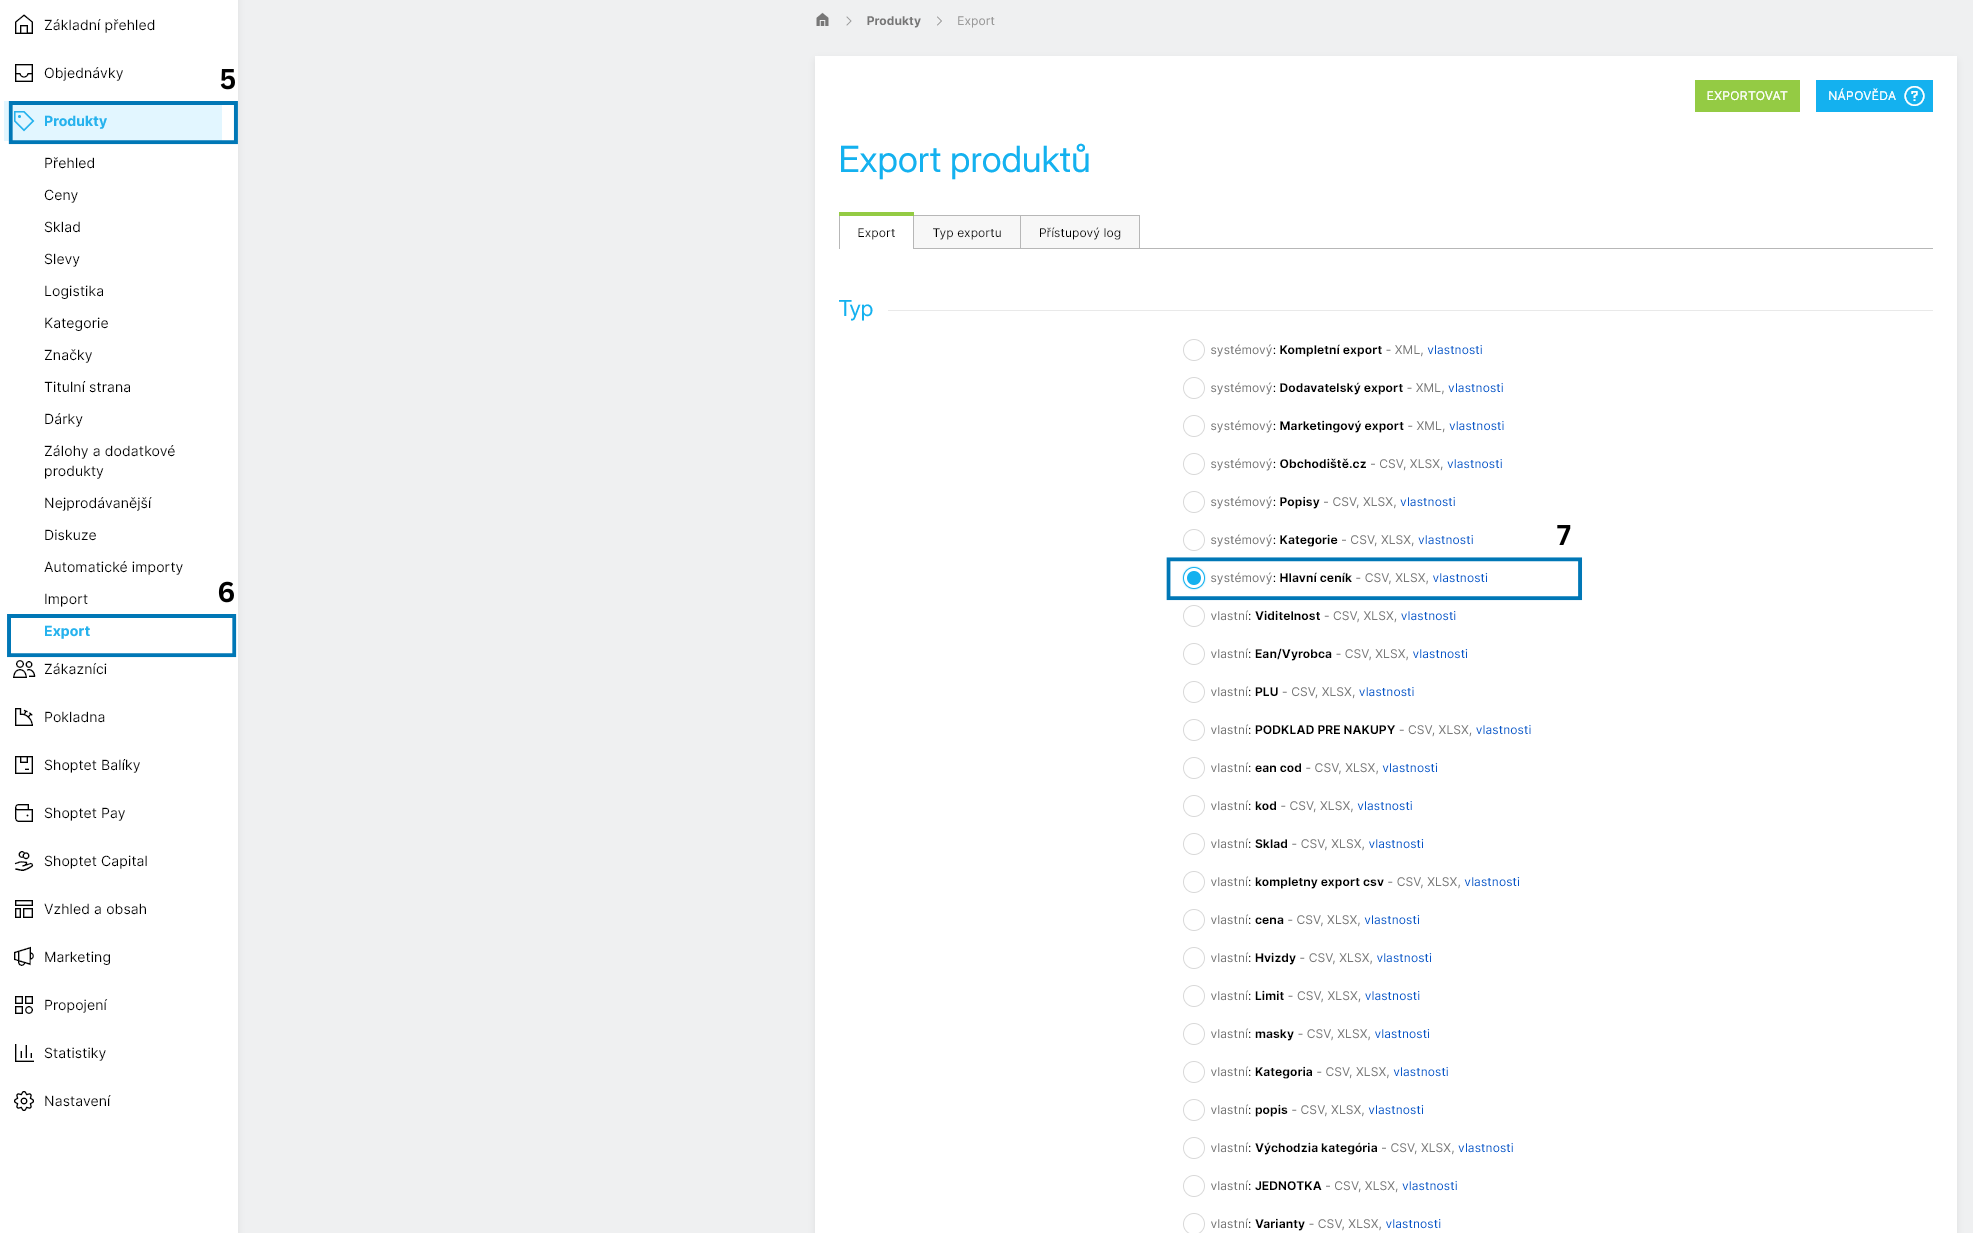 Základní přehled
Objednávky
5
Produkty
Přehled
Ceny
Sklad
Slevy
Logistika
Kategorie
Značky
Titulní strana
Dárky
Zálohy a dodatkové
produkty
Nejprodávanější
Diskuze
Automatické importy
Import
6
Export
Zákazníci
Pokladna
Shoptet Balíky
Shoptet Pay
Shoptet Capital
Vzhled a obsah
Marketing
Propojení
Statistiky
Nastavení
Produkty Export
EXPORTOVAT
NÁPOVĚDA ?
Export produktů
Export
Typ exportu
Přístupový log
Typ
systémový: Kompletní export - XML, vlastnosti
systémový: Dodavatelský export - XML, vlastnosti
systémový: Marketingový export - XML, vlastnosti
systémový: Obchodiště.cz - CSV, XLSX, vlastnosti
systémový: Popisy - CSV, XLSX, vlastnosti
systémový: Kategorie - CSV, XLSX, vlastnosti
7
systémový: Hlavní ceník - CSV, XLSX, vlastnosti
vlastní: Viditelnost - CSV, XLSX, vlastnosti
vlastní: Ean/Vyrobca - CSV, XLSX, vlastnosti
vlastní: PLU - CSV, XLSX, vlastnosti
vlastní: PODKLAD PRE NAKUPY - CSV, XLSX, vlastnosti
vlastní: ean cod - CSV, XLSX, vlastnosti
vlastní: kod - CSV, XLSX, vlastnosti
vlastní: Sklad - CSV, XLSX, vlastnosti
vlastní: kompletny export csv - CSV, XLSX, vlastnosti
vlastní: cena - CSV, XLSX, vlastnosti
vlastní: Hvizdy - CSV, XLSX, vlastnosti
vlastní: Limit - CSV, XLSX, vlastnosti
vlastní: masky - CSV, XLSX, vlastnosti
vlastní: Kategoria - CSV, XLSX, vlastnosti
vlastní: popis - CSV, XLSX, vlastnosti
vlastní: Východzia kategória - CSV, XLSX, vlastnosti
vlastní: JEDNOTKA - CSV, XLSX, vlastnosti
vlastní: Varianty - CSV, XLSX, vlastnosti